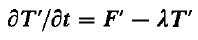 ∂T′/∂t = F′ − λT′